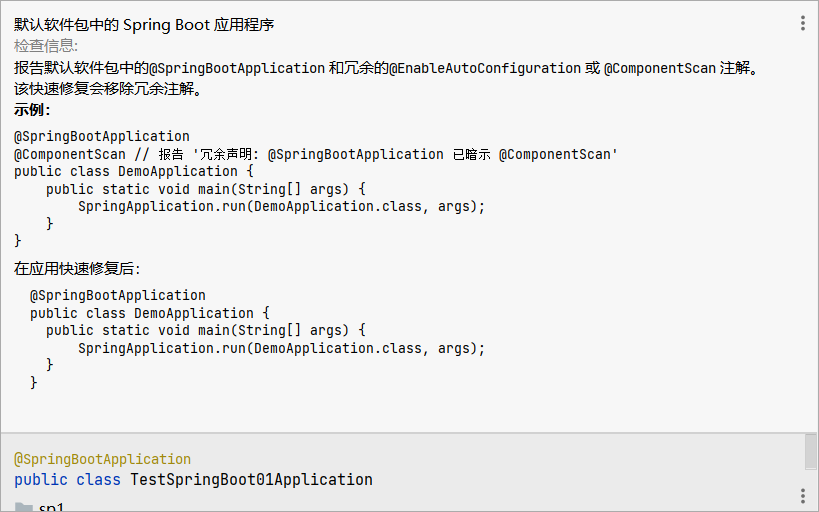 默认软件包中的 Spring Boot 应用程序
检查信息:
报告默认软件包中的@SpringBootApplication 和冗余的@EnableAutoConfiguration 或 @ComponentScan 注解。
该快速修复会移除冗余注解。
示例：
@SpringBootApplication
@ComponentScan // 报告 '冗余声明: @SpringBootApplication 已暗示 @ComponentScan'
public class DemoApplication {
    public static void main(String[] args) {
        SpringApplication.run(DemoApplication.class, args);
    }
}
在应用快速修复后：
  @SpringBootApplication
  public class DemoApplication {
    public static void main(String[] args) {
        SpringApplication.run(DemoApplication.class, args);
    }
  }
@SpringBootApplication
public class TestSpringBoot01Application
sp1